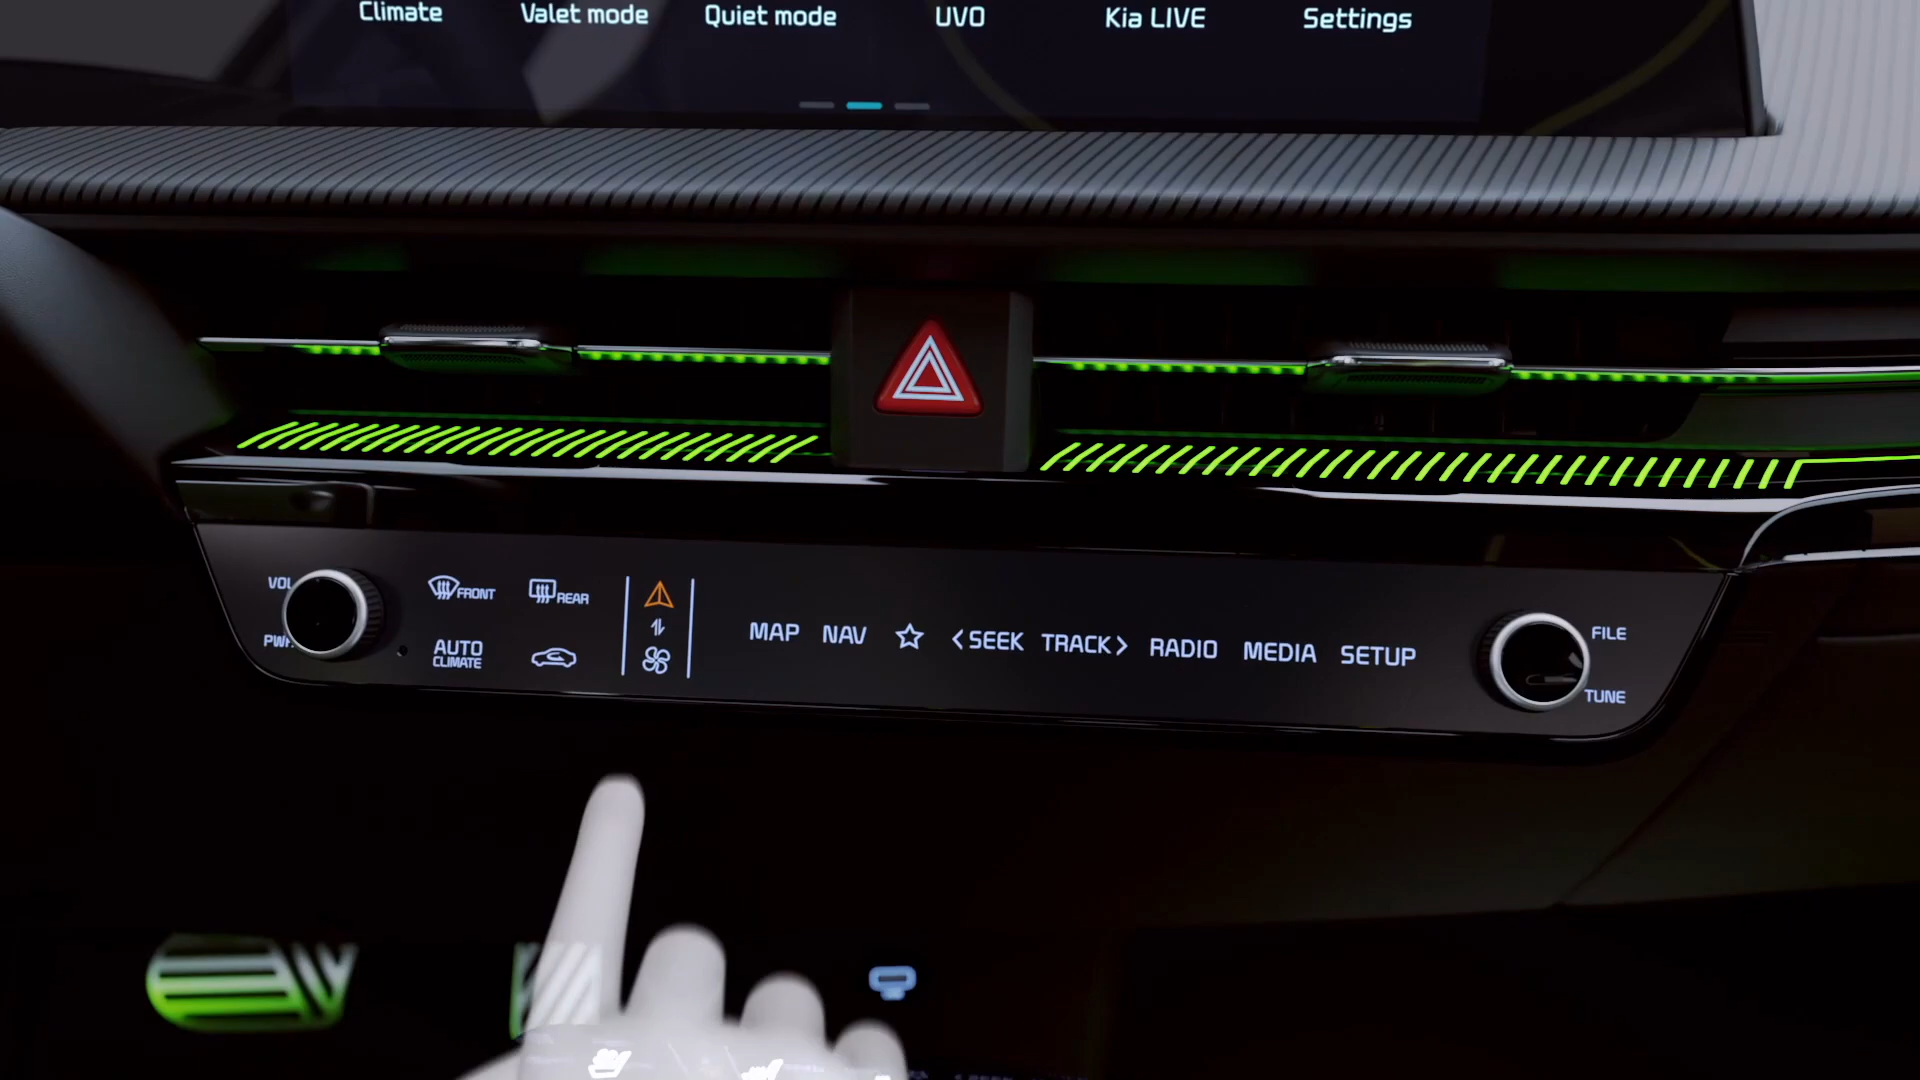 Climate
Valet mode
Quiet mode
UVO
Kia LIVE
Settings
VOL
FRONT
REAR
AUTO
CLIMATE
MAP
NAV
<SEEK
TRACK>
RADIO
MEDIA
SETUP
FILE
TUNE